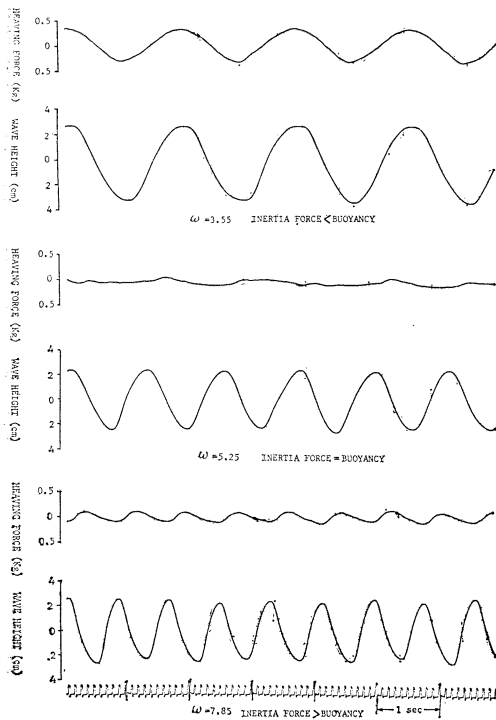 HEAVING FORCE (Kg)
0.5
0
0.5
WAVE HEIGHT (cm)
4
2
0
2
4
ω =3.55 INERTIA FORCE < BUOYANCY
HEAVING FORCE (Kg)
0.5
0
0.5
WAVE HEIGHT (cm)
4
2
0
2
4
ω =5.25 INERTIA FORCE = BUOYANCY
HEAVING FORCE (Kg)
0.5
0
0.5
WAVE HEIGHT (cm)
4
2
0
2
4
1 sec
ω =7.85 INERTIA FORCE > BUOYANCY